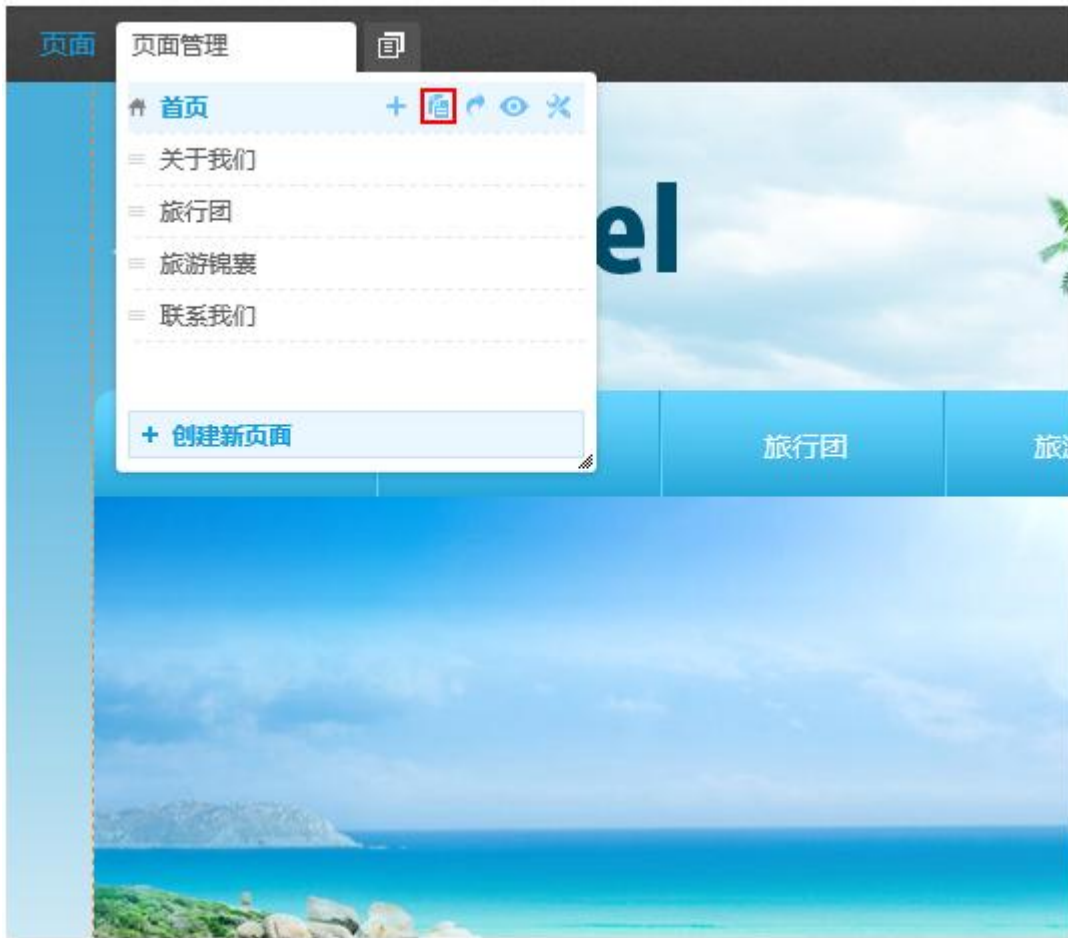 页面 页面管理
首页
关于我们
旅行团
旅游锦囊
联系我们
el
+ 创建新页面
旅行团 旅